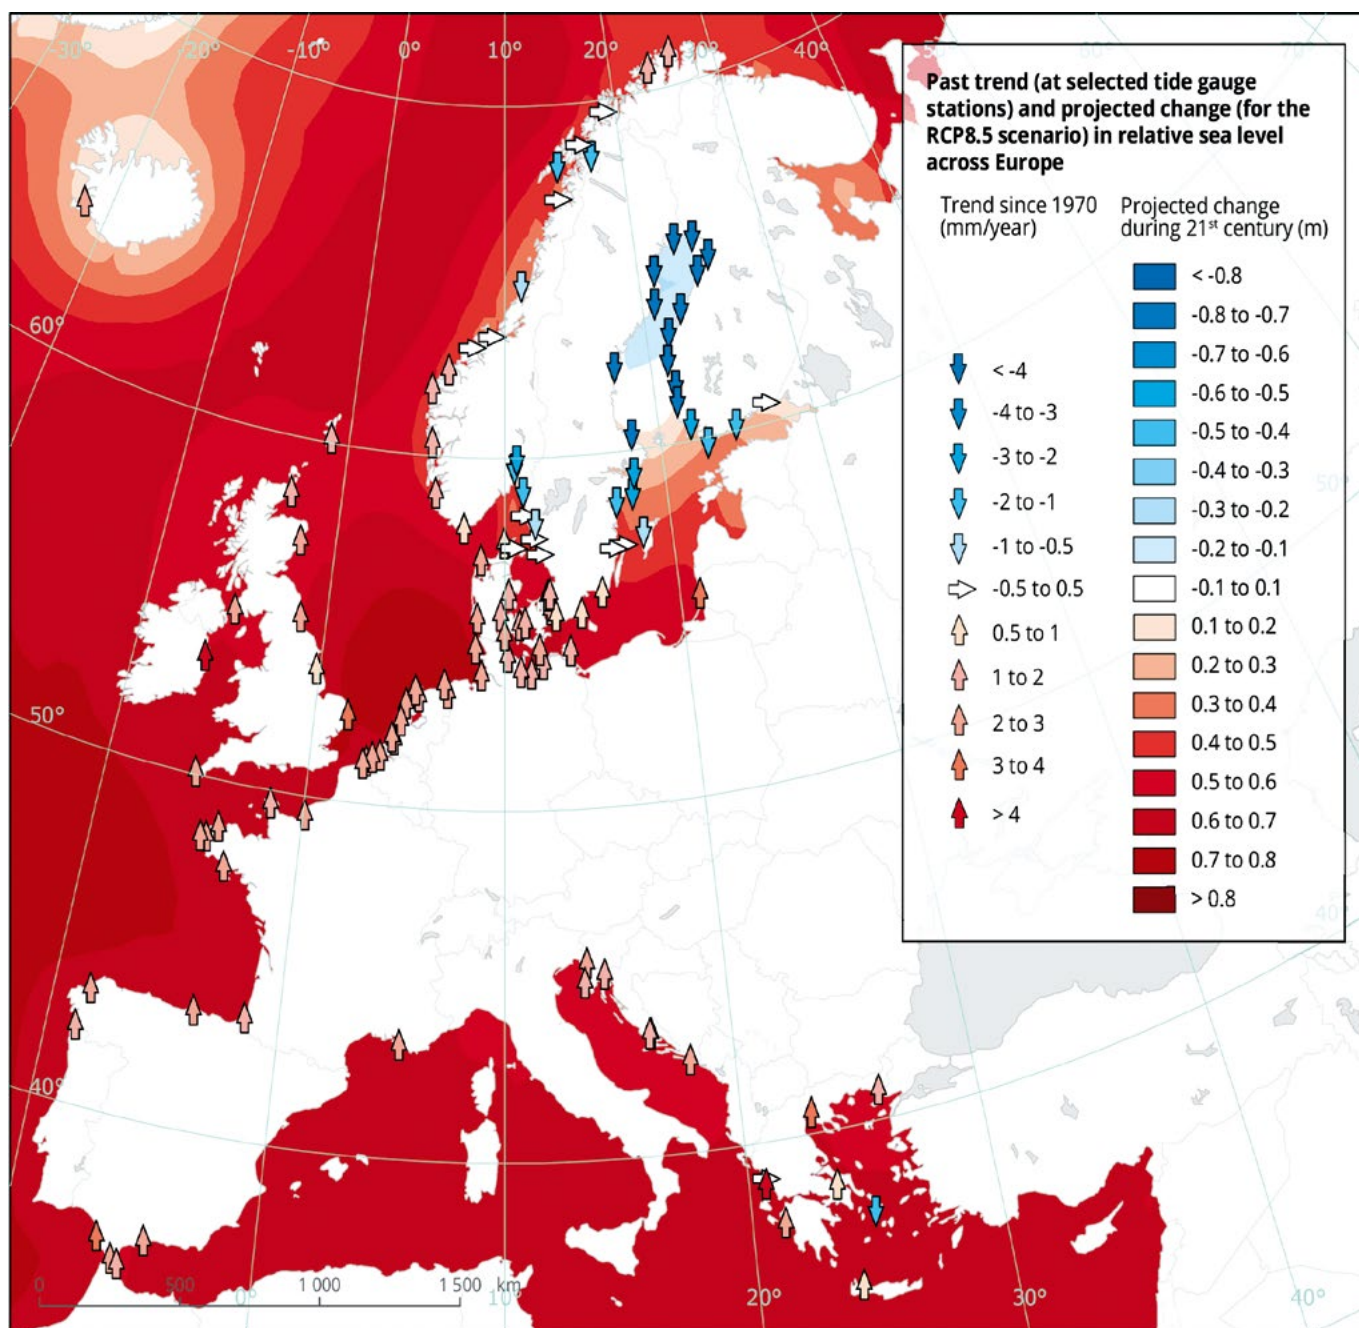 -30°
-20°
-10°
0°
10°
20°
30°
40°
50°
60°
70°
60°
50°
40°
50°
40°
0°
10°
20°
30°
40°
0
500
1 000
1 500
km
Past trend (at selected tide gauge
stations) and projected change (for the
RCP8.5 scenario) in relative sea level
across Europe
Trend since 1970
(mm/year)
< -4
-4 to -3
-3 to -2
-2 to -1
-1 to -0.5
-0.5 to 0.5
0.5 to 1
1 to 2
2 to 3
3 to 4
> 4
Projected change
during 21st century (m)
< -0.8
-0.8 to -0.7
-0.7 to -0.6
-0.6 to -0.5
-0.5 to -0.4
-0.4 to -0.3
-0.3 to -0.2
-0.2 to -0.1
-0.1 to 0.1
0.1 to 0.2
0.2 to 0.3
0.3 to 0.4
0.4 to 0.5
0.5 to 0.6
0.6 to 0.7
0.7 to 0.8
> 0.8